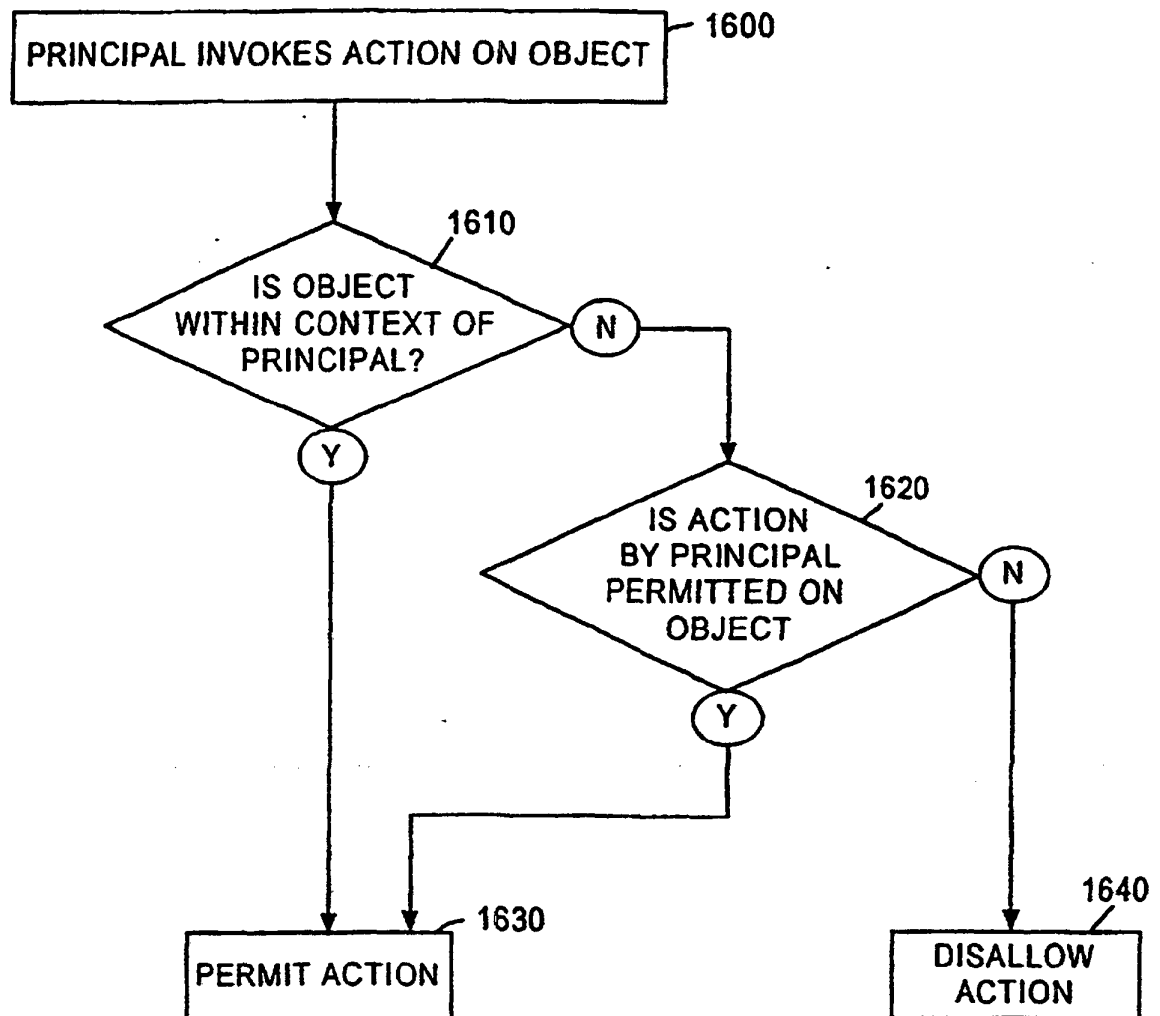 1600
PRINCIPAL INVOKES ACTION ON OBJECT
1610
IS OBJECT
WITHIN CONTEXT OF
PRINCIPAL?
N
Y
1620
IS ACTION
BY PRINCIPAL
PERMITTED ON
OBJECT
N
Y
1630
PERMIT ACTION
1640
DISALLOW
ACTION